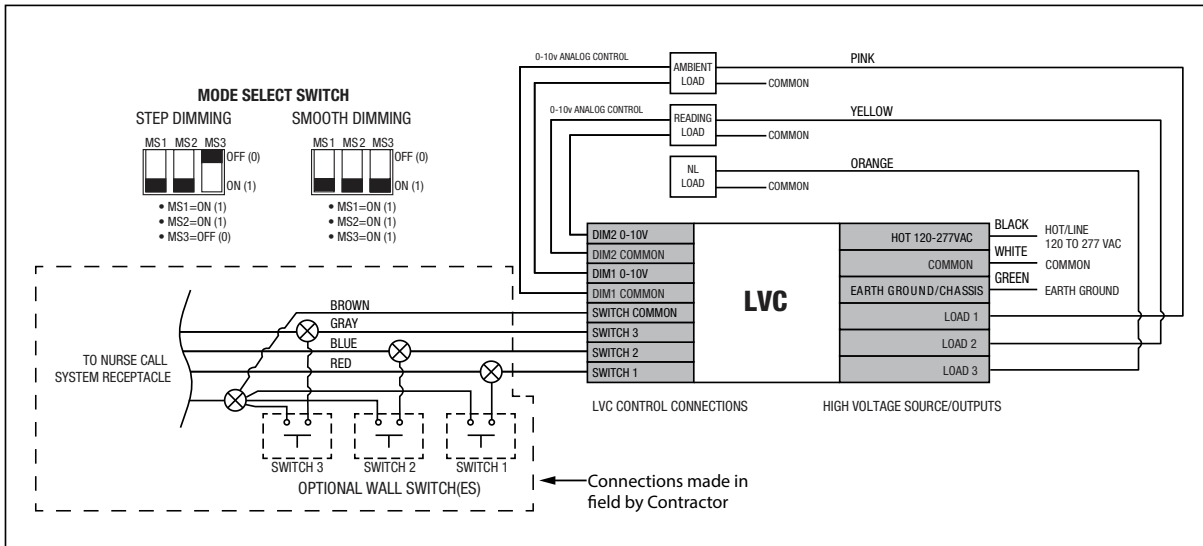 MODE SELECT SWITCH
STEP DIMMING
MS1 MS2 MS3
OFF (0)
ON (1)
• MS1=ON (1)
• MS2=ON (1)
• MS3=OFF (0)
SMOOTH DIMMING
MS1 MS2 MS3
OFF (0)
ON (1)
• MS1=ON (1)
• MS2=ON (1)
• MS3=ON (1)
0-10v ANALOG CONTROL
AMBIENT
LOAD
PINK
COMMON
0-10v ANALOG CONTROL
READING
LOAD
YELLOW
COMMON
NL
LOAD
ORANGE
COMMON
DIM2 0-10V
DIM2 COMMON
DIM1 0-10V
DIM1 COMMON
SWITCH COMMON
SWITCH 3
SWITCH 2
SWITCH 1
LVC
HOT 120-277VAC
COMMON
EARTH GROUND/CHASSIS
LOAD 1
LOAD 2
LOAD 3
BLACK
HOT/LINE
120 TO 277 VAC
WHITE
COMMON
GREEN
EARTH GROUND
LVC CONTROL CONNECTIONS
HIGH VOLTAGE SOURCE/OUTPUTS
BROWN
GRAY
BLUE
RED
TO NURSE CALL
SYSTEM RECEPTACLE
SWITCH 3
SWITCH 2
SWITCH 1
OPTIONAL WALL SWITCH(ES)
Connections made in
field by Contractor